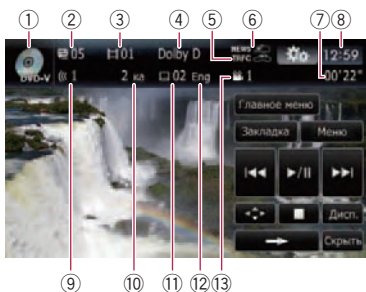 ① ② ③ ④ ⑤ ⑥ ⑦ ⑧
DVD-V 05 01 Dolby D NEWS TRFC 12:59
1 2 ка 02 Eng 1 00'22"
Главное меню
Закладка Меню
Дисп.
Скрыть
⑨ ⑩ ⑪ ⑫ ⑬